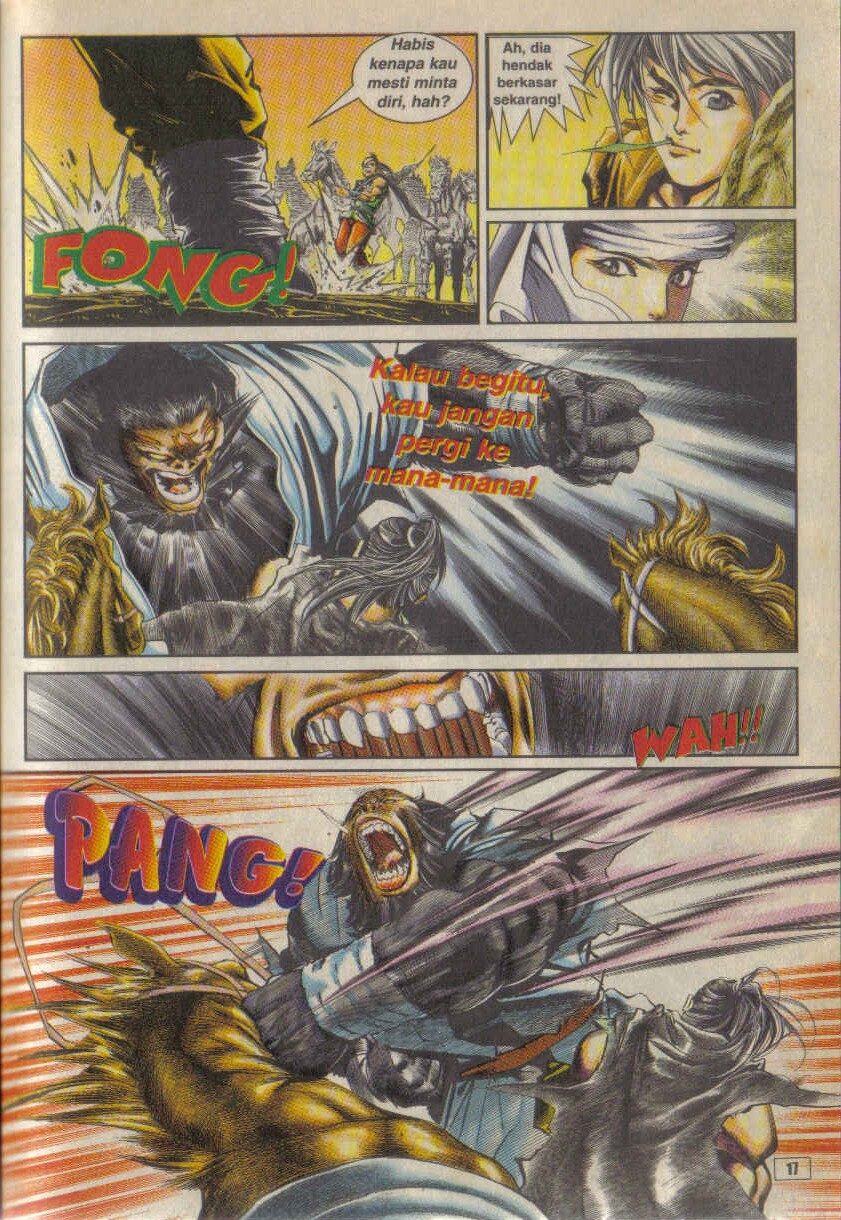 Habis
kenapa kau
mesti minta
diri, hah?
FONG!
Ah, dia
hendak
berkasar
sekarang!
Kalau begitu,
kau jangan
pergi ke
mana-mana!
WAH!!
PANG!
17